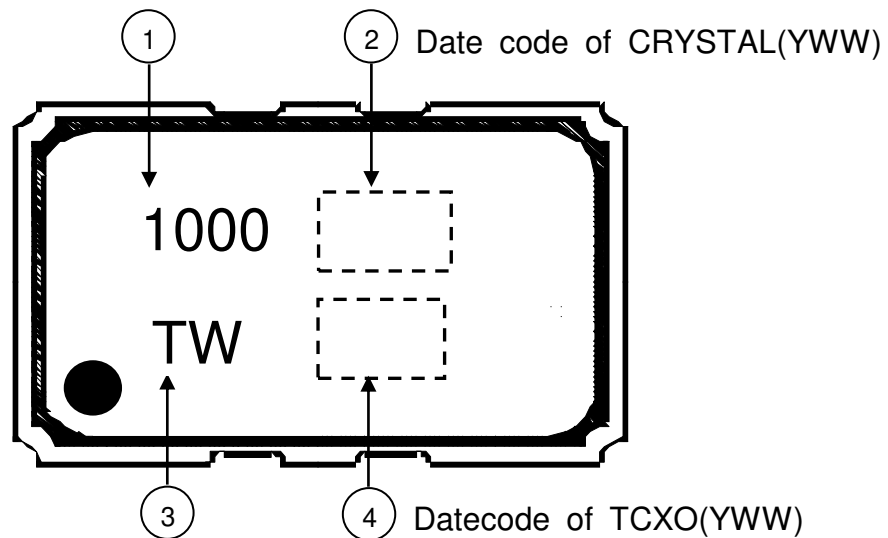 1
2 Date code of CRYSTAL(YWW)
1000
TW
3
4 Datecode of TCXO(YWW)